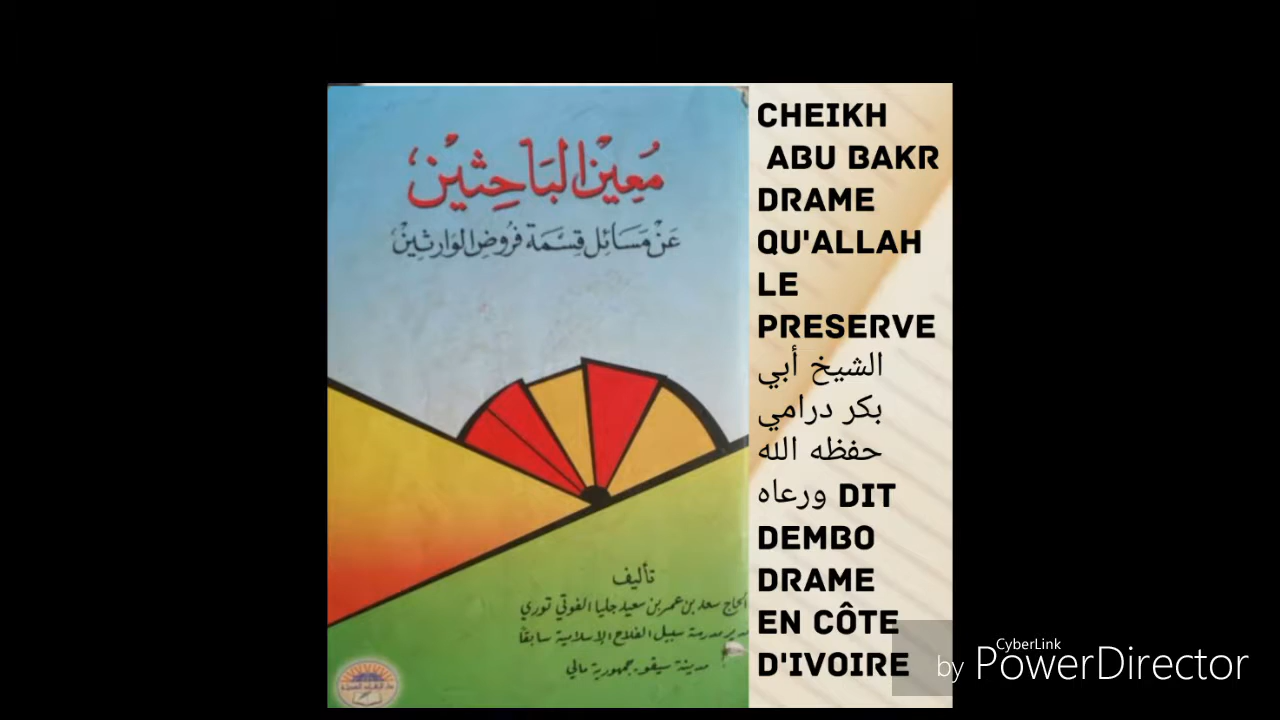 مُعِينُ البَاحِثِينَ
عَنْ مَسَائِل قِسْمَة فُرُوضِ الوَارِثِينَ
تأليف
الحاج سعد بن عمر بن سعيد جليا الفوتي توري
مدير مدرسة سبيل الفلاح الإسلامية سابقًا
مدينة سيقو - جمهورية مالي
CHEIKH
ABU BAKR
DRAME
QU'ALLAH
LE
PRESERVE
الشيخ أبي
بكر درامي
حفظه الله
ورعاه DIT
DEMBO
DRAME
EN CÔTE
D'IVOIRE
CyberLink
by PowerDirector